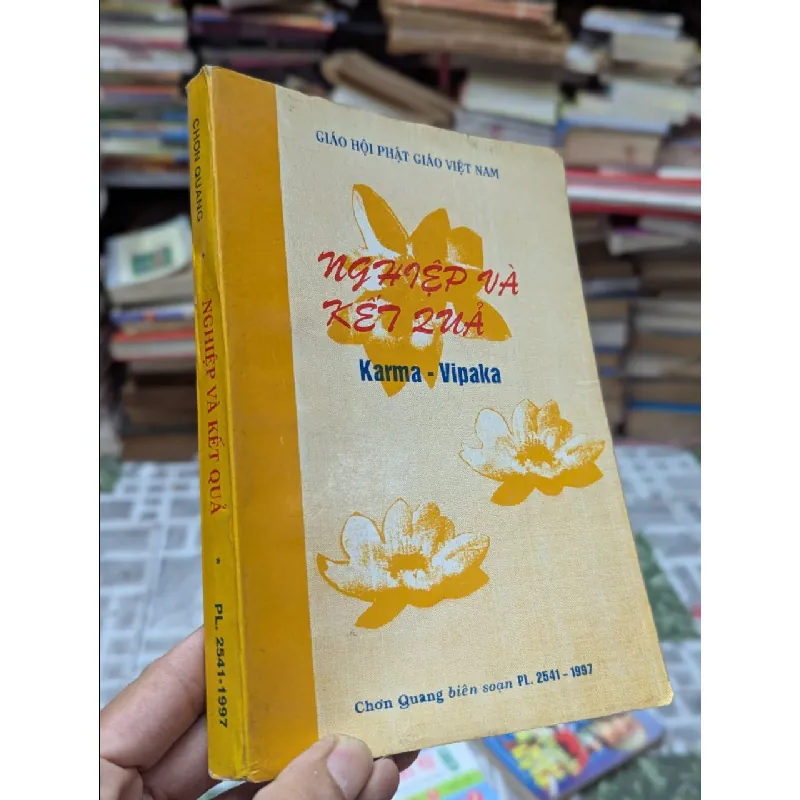 GIÁO HỘI PHẬT GIÁO VIỆT NAM
NGHIỆP VÀ
KẾT QUẢ
Karma - Vipaka
Chơn Quang biên soạn PL. 2541 - 1997
CHƠN QUANG * NGHIỆP VÀ KẾT QUẢ * PL. 2541-1997